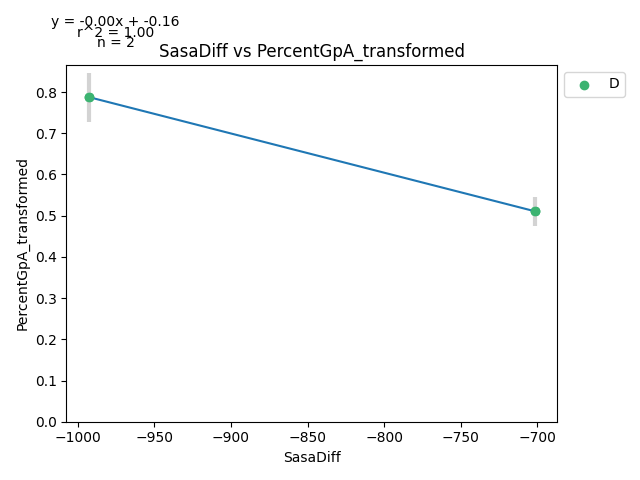 y = -0.00x + -0.16
r^2 = 1.00
n = 2
SasaDiff vs PercentGpA_transformed
D
PercentGpA_transformed
0.8
0.7
0.6
0.5
0.4
0.3
0.2
0.1
0.0
−1000 −950 −900 −850 −800 −750 −700
SasaDiff